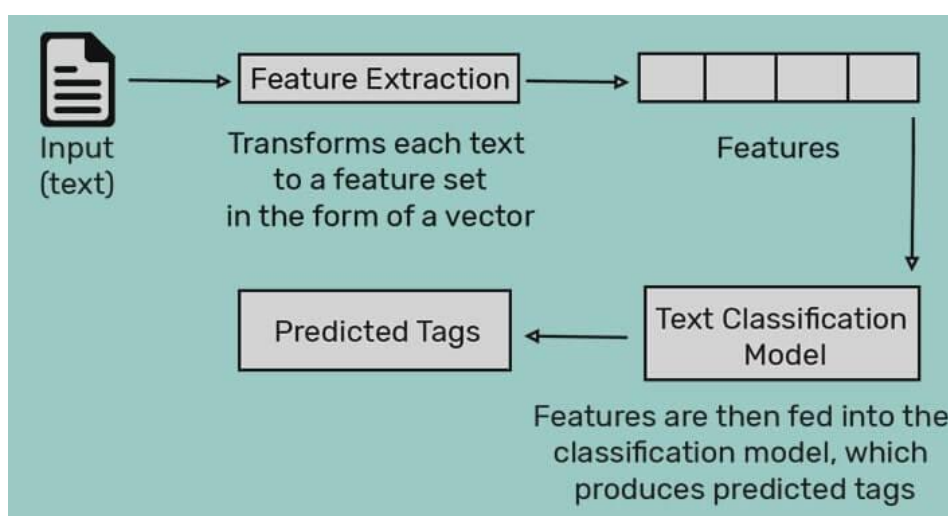 Input
(text)
Feature Extraction
Transforms each text
to a feature set
in the form of a vector
Features
Text Classification
Model
Features are then fed into the
classification model, which
produces predicted tags
Predicted Tags